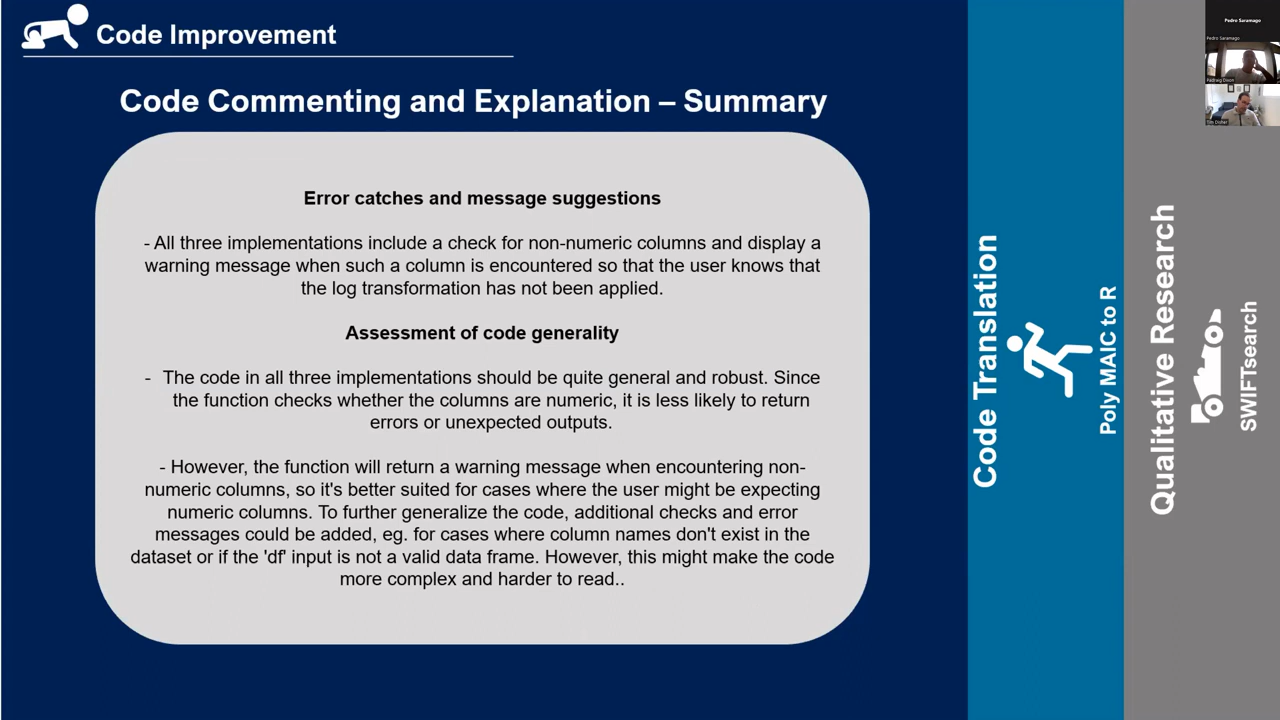 Code Improvement
Code Commenting and Explanation – Summary
Error catches and message suggestions
- All three implementations include a check for non-numeric columns and display a
warning message when such a column is encountered so that the user knows that
the log transformation has not been applied.
Assessment of code generality
- The code in all three implementations should be quite general and robust. Since
the function checks whether the columns are numeric, it is less likely to return
errors or unexpected outputs.
- However, the function will return a warning message when encountering non-
numeric columns, so it's better suited for cases where the user might be expecting
numeric columns. To further generalize the code, additional checks and error
messages could be added, eg. for cases where column names don't exist in the
dataset or if the 'df' input is not a valid data frame. However, this might make the code
more complex and harder to read..
Code Translation
Poly MAIC to R
Qualitative Research
SWIFTsearch
Pedro Saramago
Pedro Saramago
Padraig Dixon